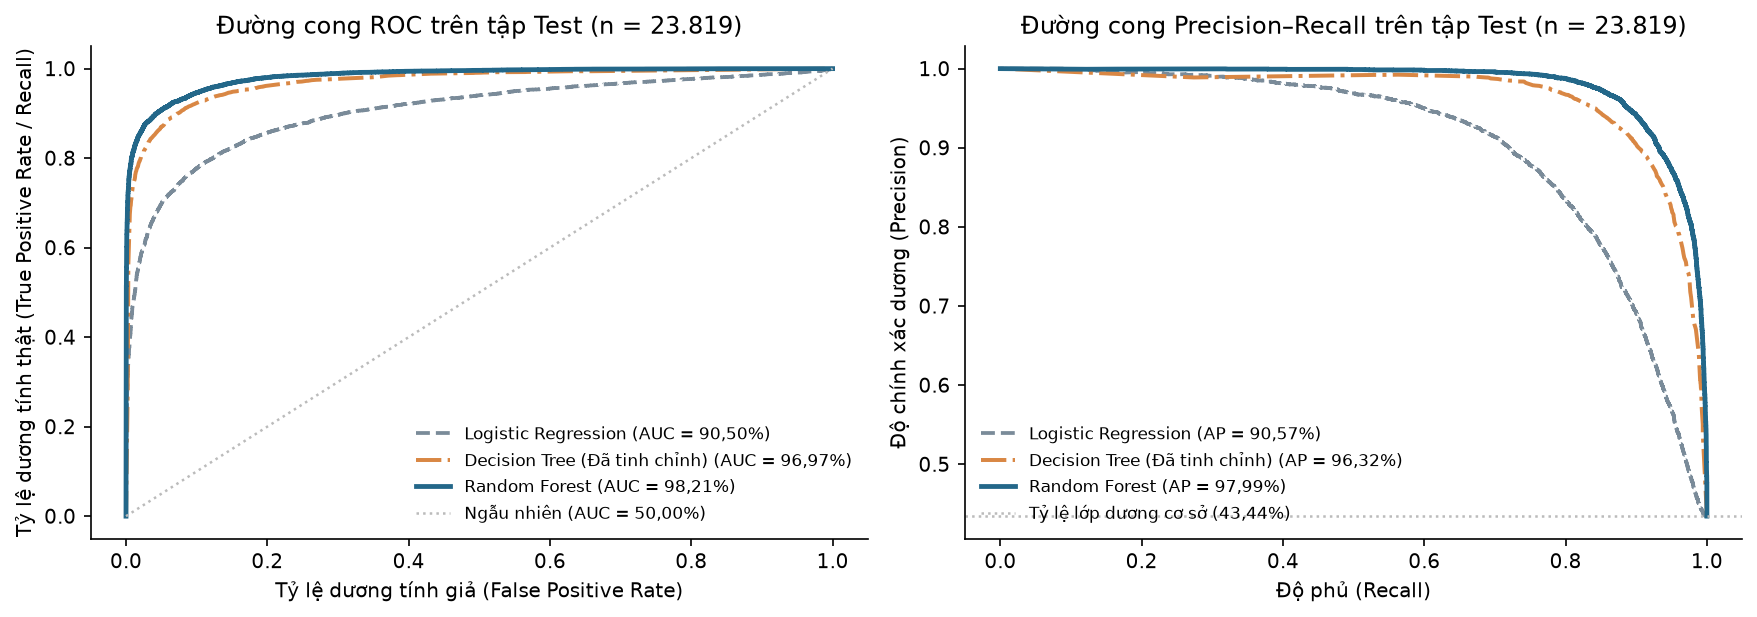 Đường cong ROC trên tập Test (n = 23.819)
Tỷ lệ dương tính thật (True Positive Rate / Recall)
1.0
0.8
0.6
0.4
0.2
0.0
Logistic Regression (AUC = 90,50%)
Decision Tree (Đã tinh chỉnh) (AUC = 96,97%)
Random Forest (AUC = 98,21%)
Ngẫu nhiên (AUC = 50,00%)
0.0 0.2 0.4 0.6 0.8 1.0
Tỷ lệ dương tính giả (False Positive Rate)
Đường cong Precision–Recall trên tập Test (n = 23.819)
Độ chính xác dương (Precision)
1.0
0.9
0.8
0.7
0.6
0.5
Logistic Regression (AP = 90,57%)
Decision Tree (Đã tinh chỉnh) (AP = 96,32%)
Random Forest (AP = 97,99%)
Tỷ lệ lớp dương cơ sở (43,44%)
0.0 0.2 0.4 0.6 0.8 1.0
Độ phủ (Recall)